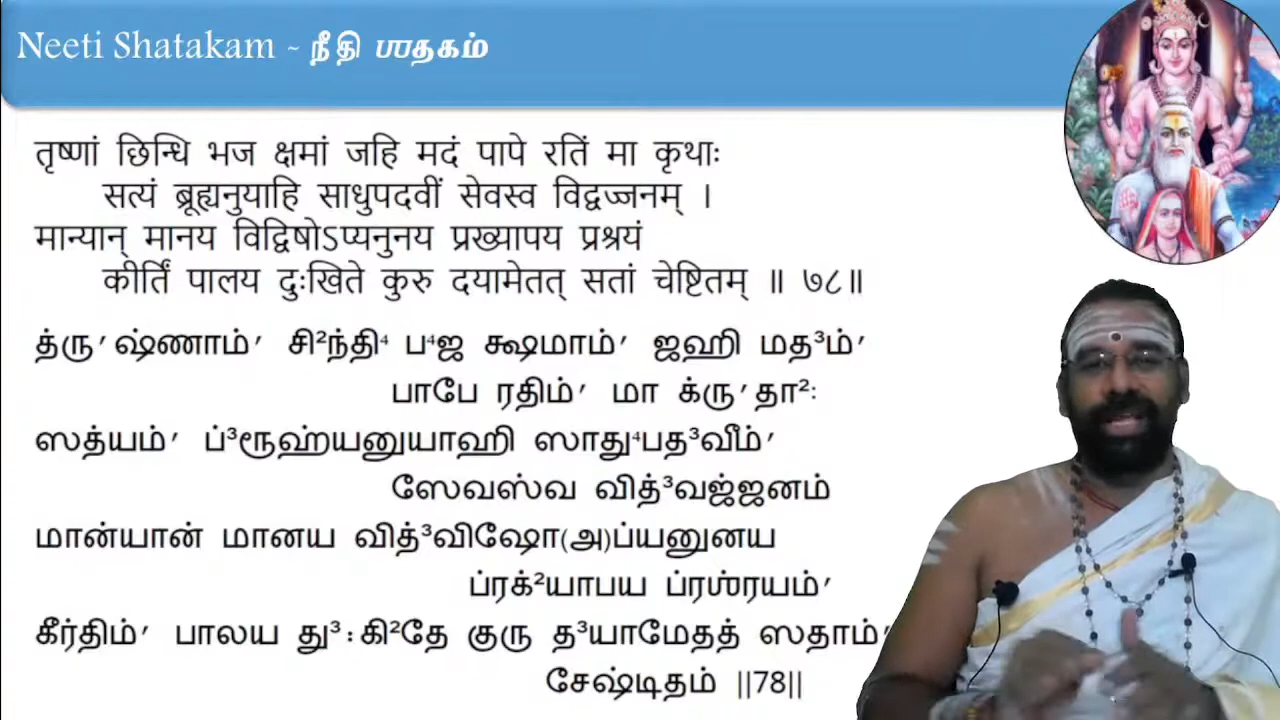 Neeti Shatakam - நீதி ஶதகம்
तृष्णां छिन्धि भज क्षमां जहि मदं पापे रतिं मा कृथाः
सत्यं ब्रूह्यनुयाहि साधुपदवीं सेवस्व विद्वज्जनम् ।
मान्यान् मानय विद्विषोऽप्यनुनय प्रख्यापय प्रश्रयं
कीर्तिं पालय दुःखिते कुरु दयामेतत् सतां चेष्टितम् ॥ ७८॥
த்ரு’ஷ்ணாம்’ சி²ந்தி⁴ ப⁴ஜ க்ஷமாம்’ ஜஹி மத³ம்’
பாபே ரதிம்’ மா க்ரு’தா²:
ஸத்யம்’ ப்³ரூஹ்யனுயாஹி ஸாது⁴பத³வீம்’
ஸேவஸ்வ வித்³வஜ்ஜனம்
மான்யான் மானய வித்³விஷோ(அ)ப்யனுனய
ப்ரக்²யாபய ப்ரஶ்ரயம்’
கீர்திம்’ பாலய து³:கி²தே குரு த³யாமேதத் ஸதாம்’
சேஷ்டிதம் ||78||